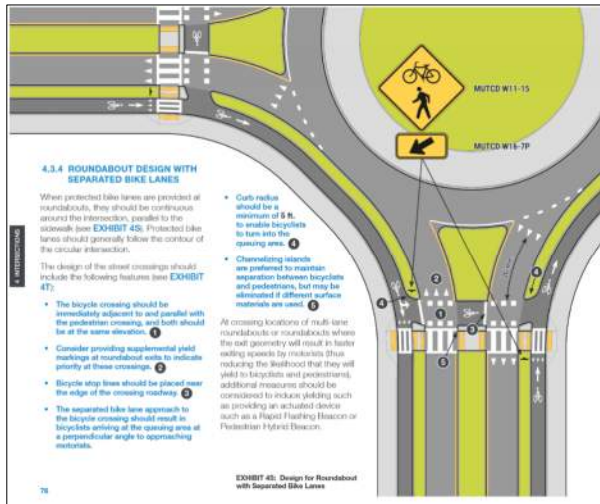 MUTCD W11-15
MUTCD W16-7P
4 INTERSECTIONS
4.3.4 ROUNDABOUT DESIGN WITH
SEPARATED BIKE LANES
When protected bike lanes are provided at
roundabouts, they should be continuous
around the intersection, parallel to the
sidewalk (see EXHIBIT 4S). Protected bike
lanes should generally follow the contour of
the circular intersection.
The design of the street crossings should
include the following features (see EXHIBIT
4T):
• The bicycle crossing should be
immediately adjacent to and parallel with
the pedestrian crossing, and both should
be at the same elevation. 1
• Consider providing supplemental yield
markings at roundabout exits to indicate
priority at these crossings. 2
• Bicycle stop lines should be placed near
the edge of the crossing roadway. 3
• The separated bike lane approach to
the bicycle crossing should result in
bicyclists arriving at the queuing area at
a perpendicular angle to approaching
motorists.
• Curb radius
should be a
minimum of 5 ft.
to enable bicyclists
to turn into the
queuing area. 4
• Channelizing islands
are preferred to maintain
separation between bicycles
and pedestrians, but may be
eliminated if different surface
materials are used. 5
At crossing locations of multi-lane
roundabouts or roundabouts where
the exit geometry will result in faster
exiting speeds by motorists (thus
reducing the likelihood that they will
yield to bicyclists and pedestrians),
additional measures should be
considered to induce yielding such
as providing an actuated device
such as a Rapid Flashing Beacon or
Pedestrian Hybrid Beacon.
2
4
4
1
3
5
EXHIBIT 4S: Design for Roundabout
with Separated Bike Lanes
78